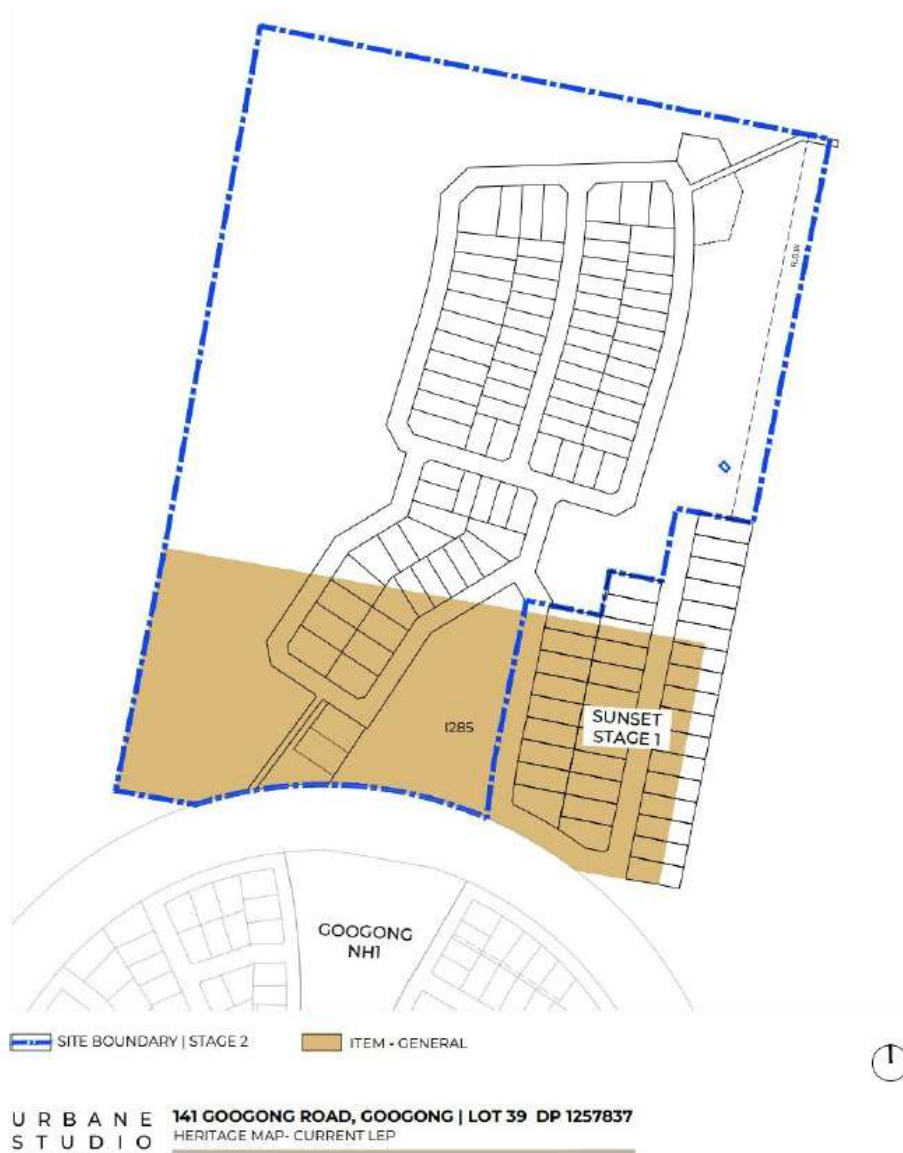 R.O.W
I285
SUNSET
STAGE 1
GOOGONG
NH1
SITE BOUNDARY | STAGE 2
ITEM - GENERAL
URBANE
STUDIO
141 GOOGONG ROAD, GOOGONG | LOT 39 DP 1257837
HERITAGE MAP- CURRENT LEP